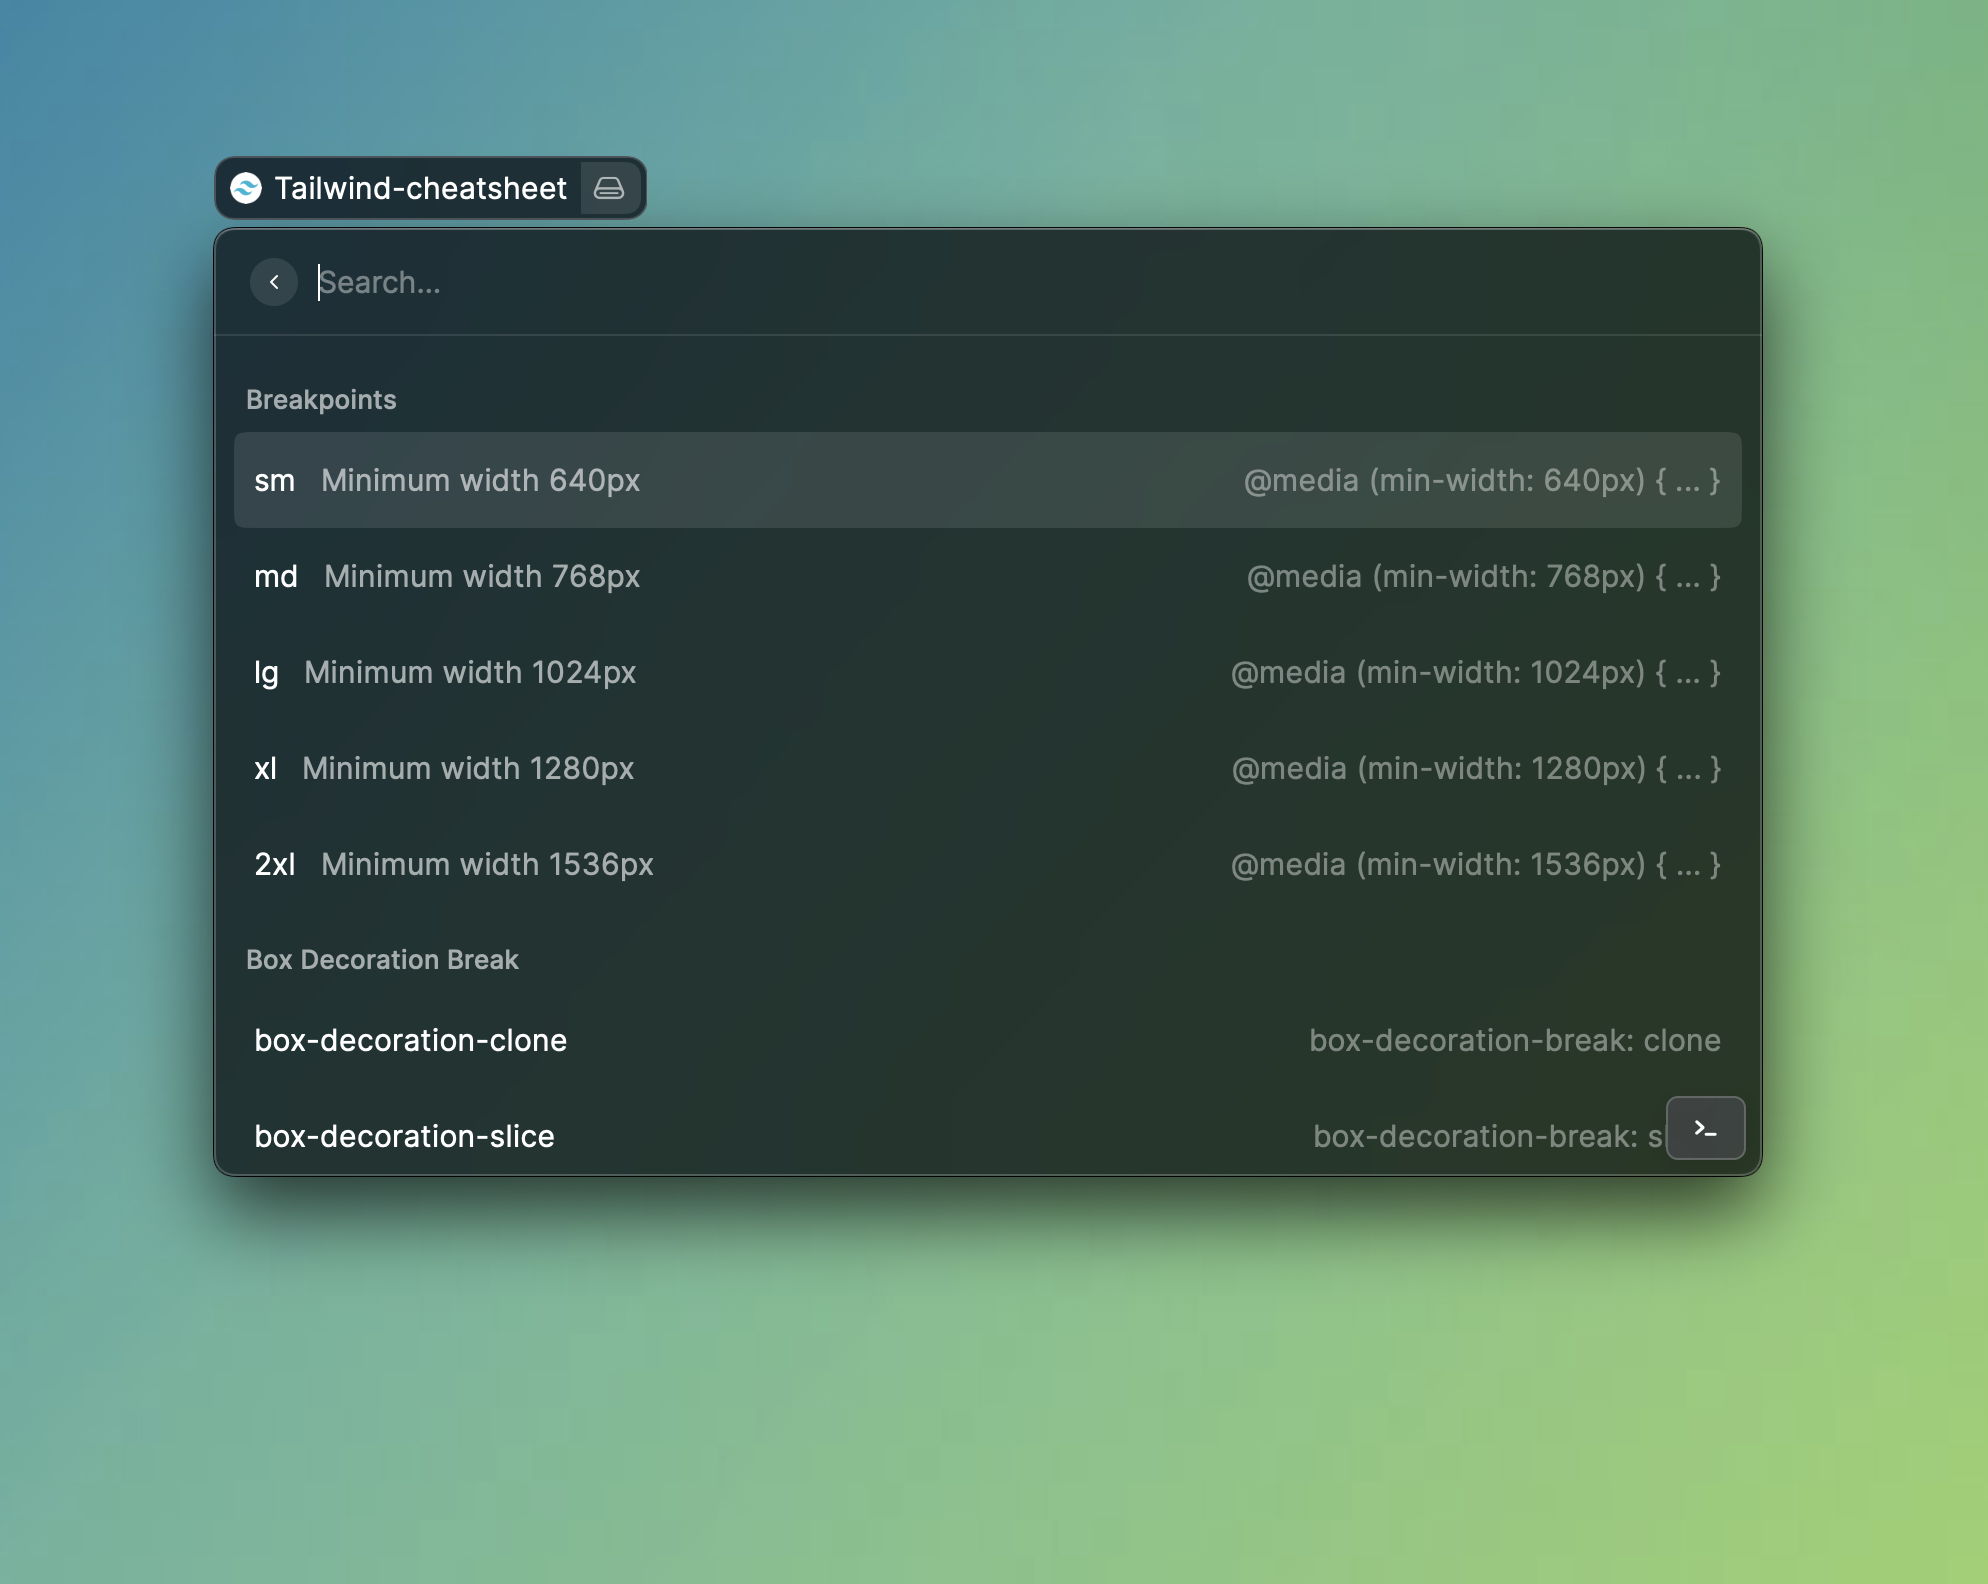 Tailwind-cheatsheet
Search...
Breakpoints
sm Minimum width 640px @media (min-width: 640px) { ... }
md Minimum width 768px @media (min-width: 768px) { ... }
lg Minimum width 1024px @media (min-width: 1024px) { ... }
xl Minimum width 1280px @media (min-width: 1280px) { ... }
2xl Minimum width 1536px @media (min-width: 1536px) { ... }
Box Decoration Break
box-decoration-clone box-decoration-break: clone
box-decoration-slice box-decoration-break: